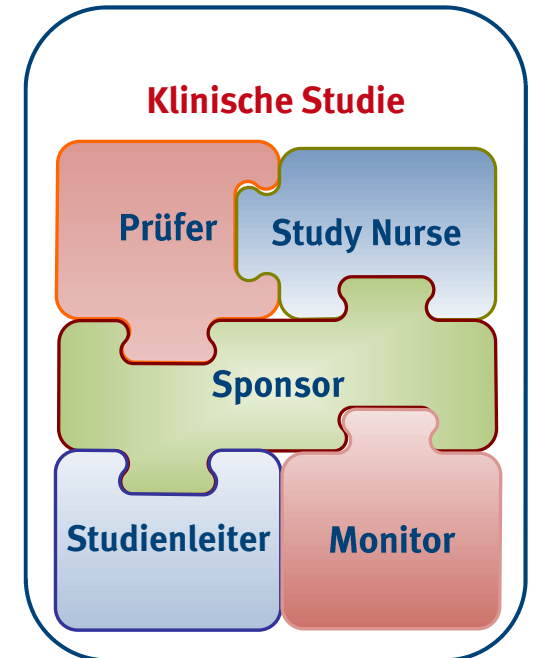 Klinische Studie
Prüfer
Study Nurse
Sponsor
Studienleiter
Monitor